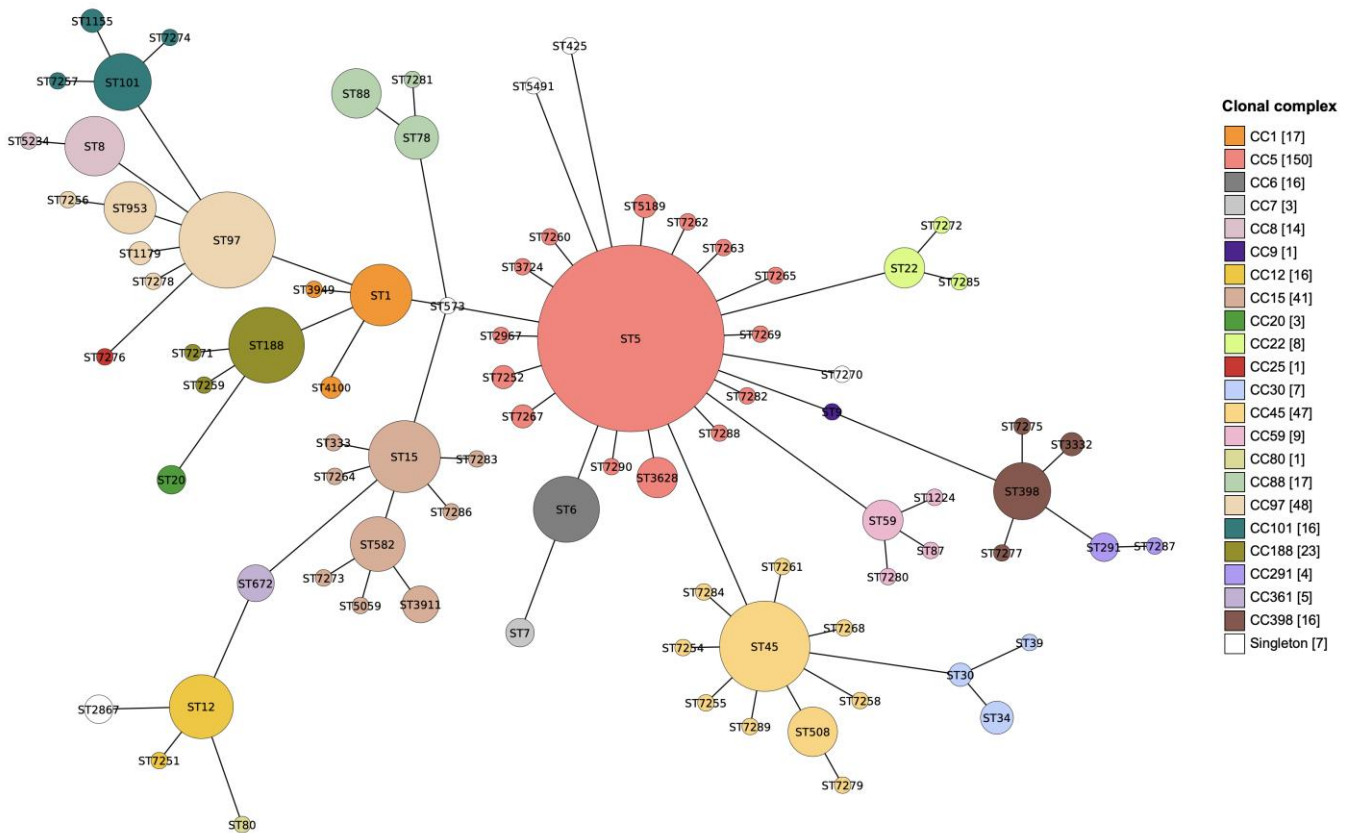 ST1155
ST7274
ST7257
ST101
ST425
ST5491
ST88
ST7281
ST78
ST5234
ST8
ST7256
ST953
ST97
ST1179
ST7278
ST3949
ST1
ST573
ST7276
ST7271
ST188
ST7259
ST4100
ST20
ST5189
ST7262
ST7260
ST7263
ST3724
ST7265
ST2967
ST5
ST7269
ST7270
ST7252
ST7282
ST7267
ST7288
ST7290
ST3628
ST22
ST7272
ST7285
ST9
ST7275
ST3332
ST398
ST7277
ST291
ST7287
ST333
ST15
ST7283
ST7264
ST7286
ST582
ST7273
ST5059
ST3911
ST672
ST6
ST7
ST59
ST1224
ST87
ST7280
ST7261
ST7284
ST7268
ST7254
ST45
ST7255
ST7258
ST7289
ST508
ST7279
ST30
ST39
ST34
ST2867
ST12
ST7251
ST80
Clonal complex
CC1 [17]
CC5 [150]
CC6 [16]
CC7 [3]
CC8 [14]
CC9 [1]
CC12 [16]
CC15 [41]
CC20 [3]
CC22 [8]
CC25 [1]
CC30 [7]
CC45 [47]
CC59 [9]
CC80 [1]
CC88 [17]
CC97 [48]
CC101 [16]
CC188 [23]
CC291 [4]
CC361 [5]
CC398 [16]
Singleton [7]